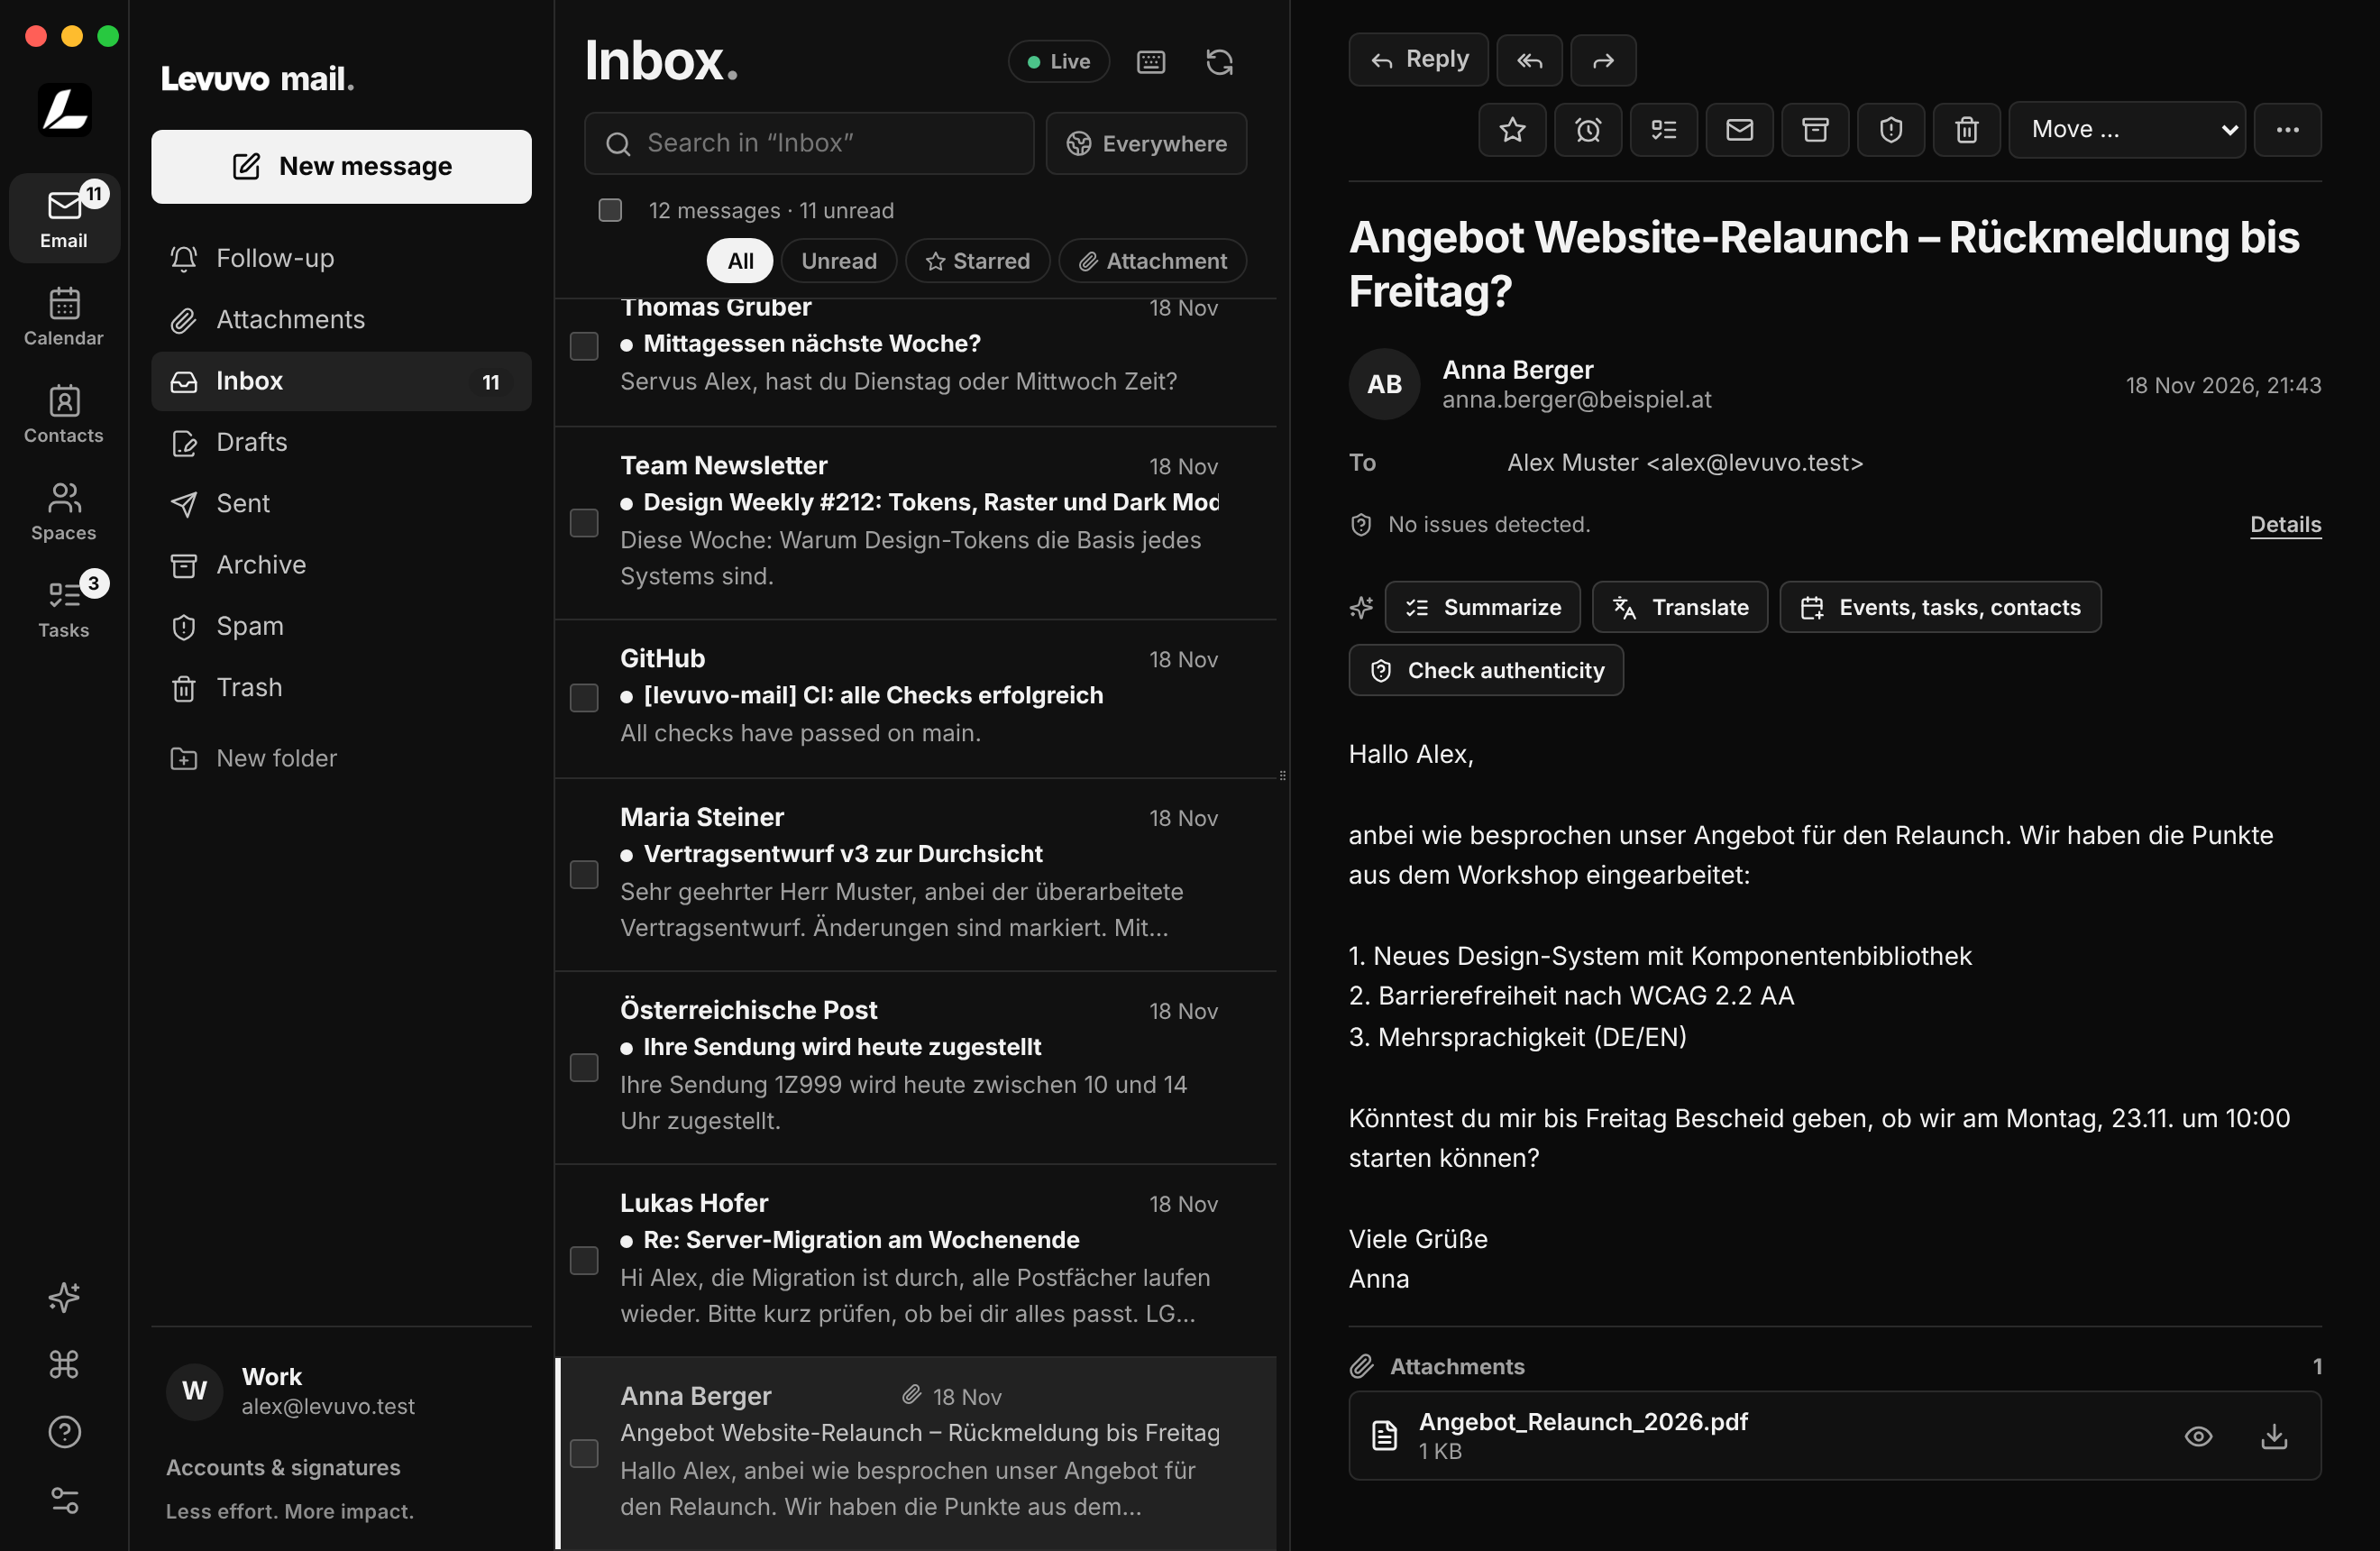 11
Email
Calendar
Contacts
Spaces
3
Tasks
Levuvo mail.
New message
Follow-up
Attachments
Inbox 11
Drafts
Sent
Archive
Spam
Trash
New folder
W
Work
alex@levuvo.test
Accounts & signatures
Less effort. More impact.
Inbox.
Live
Search in “Inbox”
Everywhere
12 messages · 11 unread
All Unread Starred Attachment
Thomas Gruber 18 Nov
Mittagessen nächste Woche?
Servus Alex, hast du Dienstag oder Mittwoch Zeit?
Team Newsletter 18 Nov
Design Weekly #212: Tokens, Raster und Dark Mod
Diese Woche: Warum Design-Tokens die Basis jedes
Systems sind.
GitHub 18 Nov
[levuvo-mail] CI: alle Checks erfolgreich
All checks have passed on main.
Maria Steiner 18 Nov
Vertragsentwurf v3 zur Durchsicht
Sehr geehrter Herr Muster, anbei der überarbeitete
Vertragsentwurf. Änderungen sind markiert. Mit...
Österreichische Post 18 Nov
Ihre Sendung wird heute zugestellt
Ihre Sendung 1Z999 wird heute zwischen 10 und 14
Uhr zugestellt.
Lukas Hofer 18 Nov
Re: Server-Migration am Wochenende
Hi Alex, die Migration ist durch, alle Postfächer laufen
wieder. Bitte kurz prüfen, ob bei dir alles passt. LG...
Anna Berger 18 Nov
Angebot Website-Relaunch – Rückmeldung bis Freitag
Hallo Alex, anbei wie besprochen unser Angebot für
den Relaunch. Wir haben die Punkte aus dem...
Reply
Move ...
Angebot Website-Relaunch – Rückmeldung bis
Freitag?
AB
Anna Berger
anna.berger@beispiel.at
18 Nov 2026, 21:43
To Alex Muster <alex@levuvo.test>
No issues detected. Details
Summarize Translate Events, tasks, contacts
Check authenticity
Hallo Alex,
anbei wie besprochen unser Angebot für den Relaunch. Wir haben die Punkte
aus dem Workshop eingearbeitet:
1. Neues Design-System mit Komponentenbibliothek
2. Barrierefreiheit nach WCAG 2.2 AA
3. Mehrsprachigkeit (DE/EN)
Könntest du mir bis Freitag Bescheid geben, ob wir am Montag, 23.11. um 10:00
starten können?
Viele Grüße
Anna
Attachments 1
Angebot_Relaunch_2026.pdf
1 KB